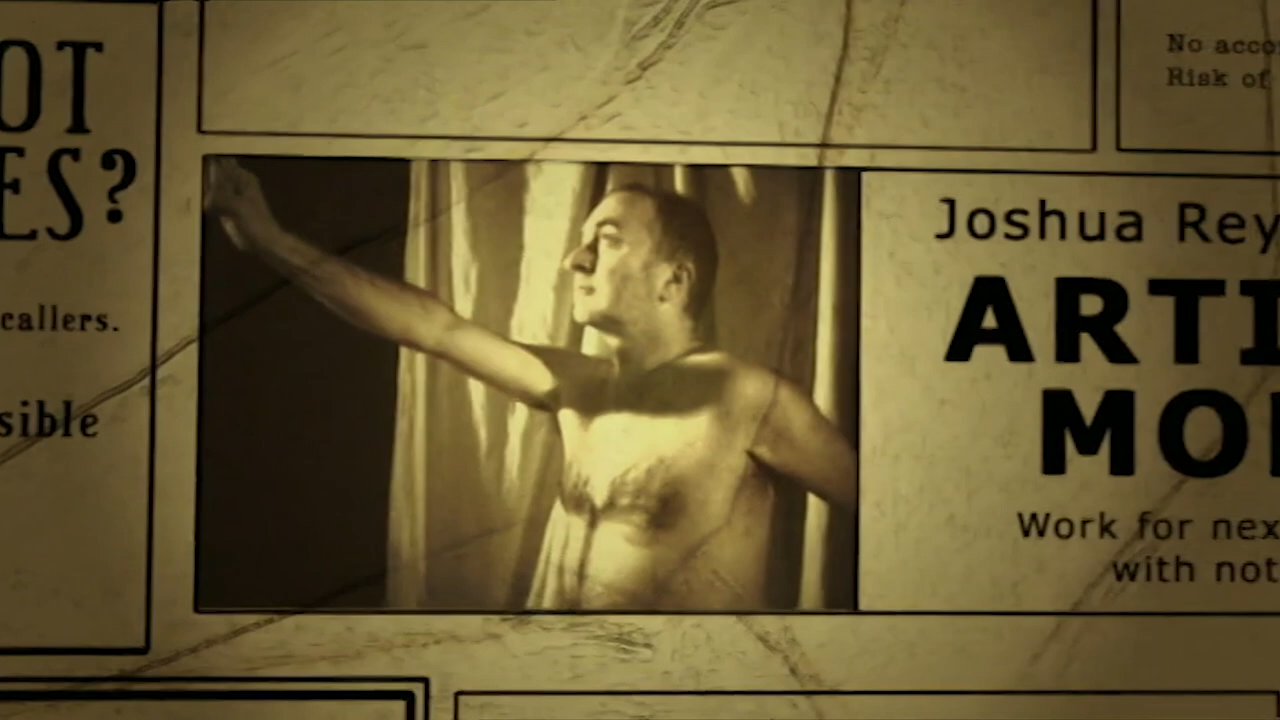 OT
ES?
callers.
sible
No acco
Risk of
Joshua Rey
ARTI
MO
Work for nex
with not